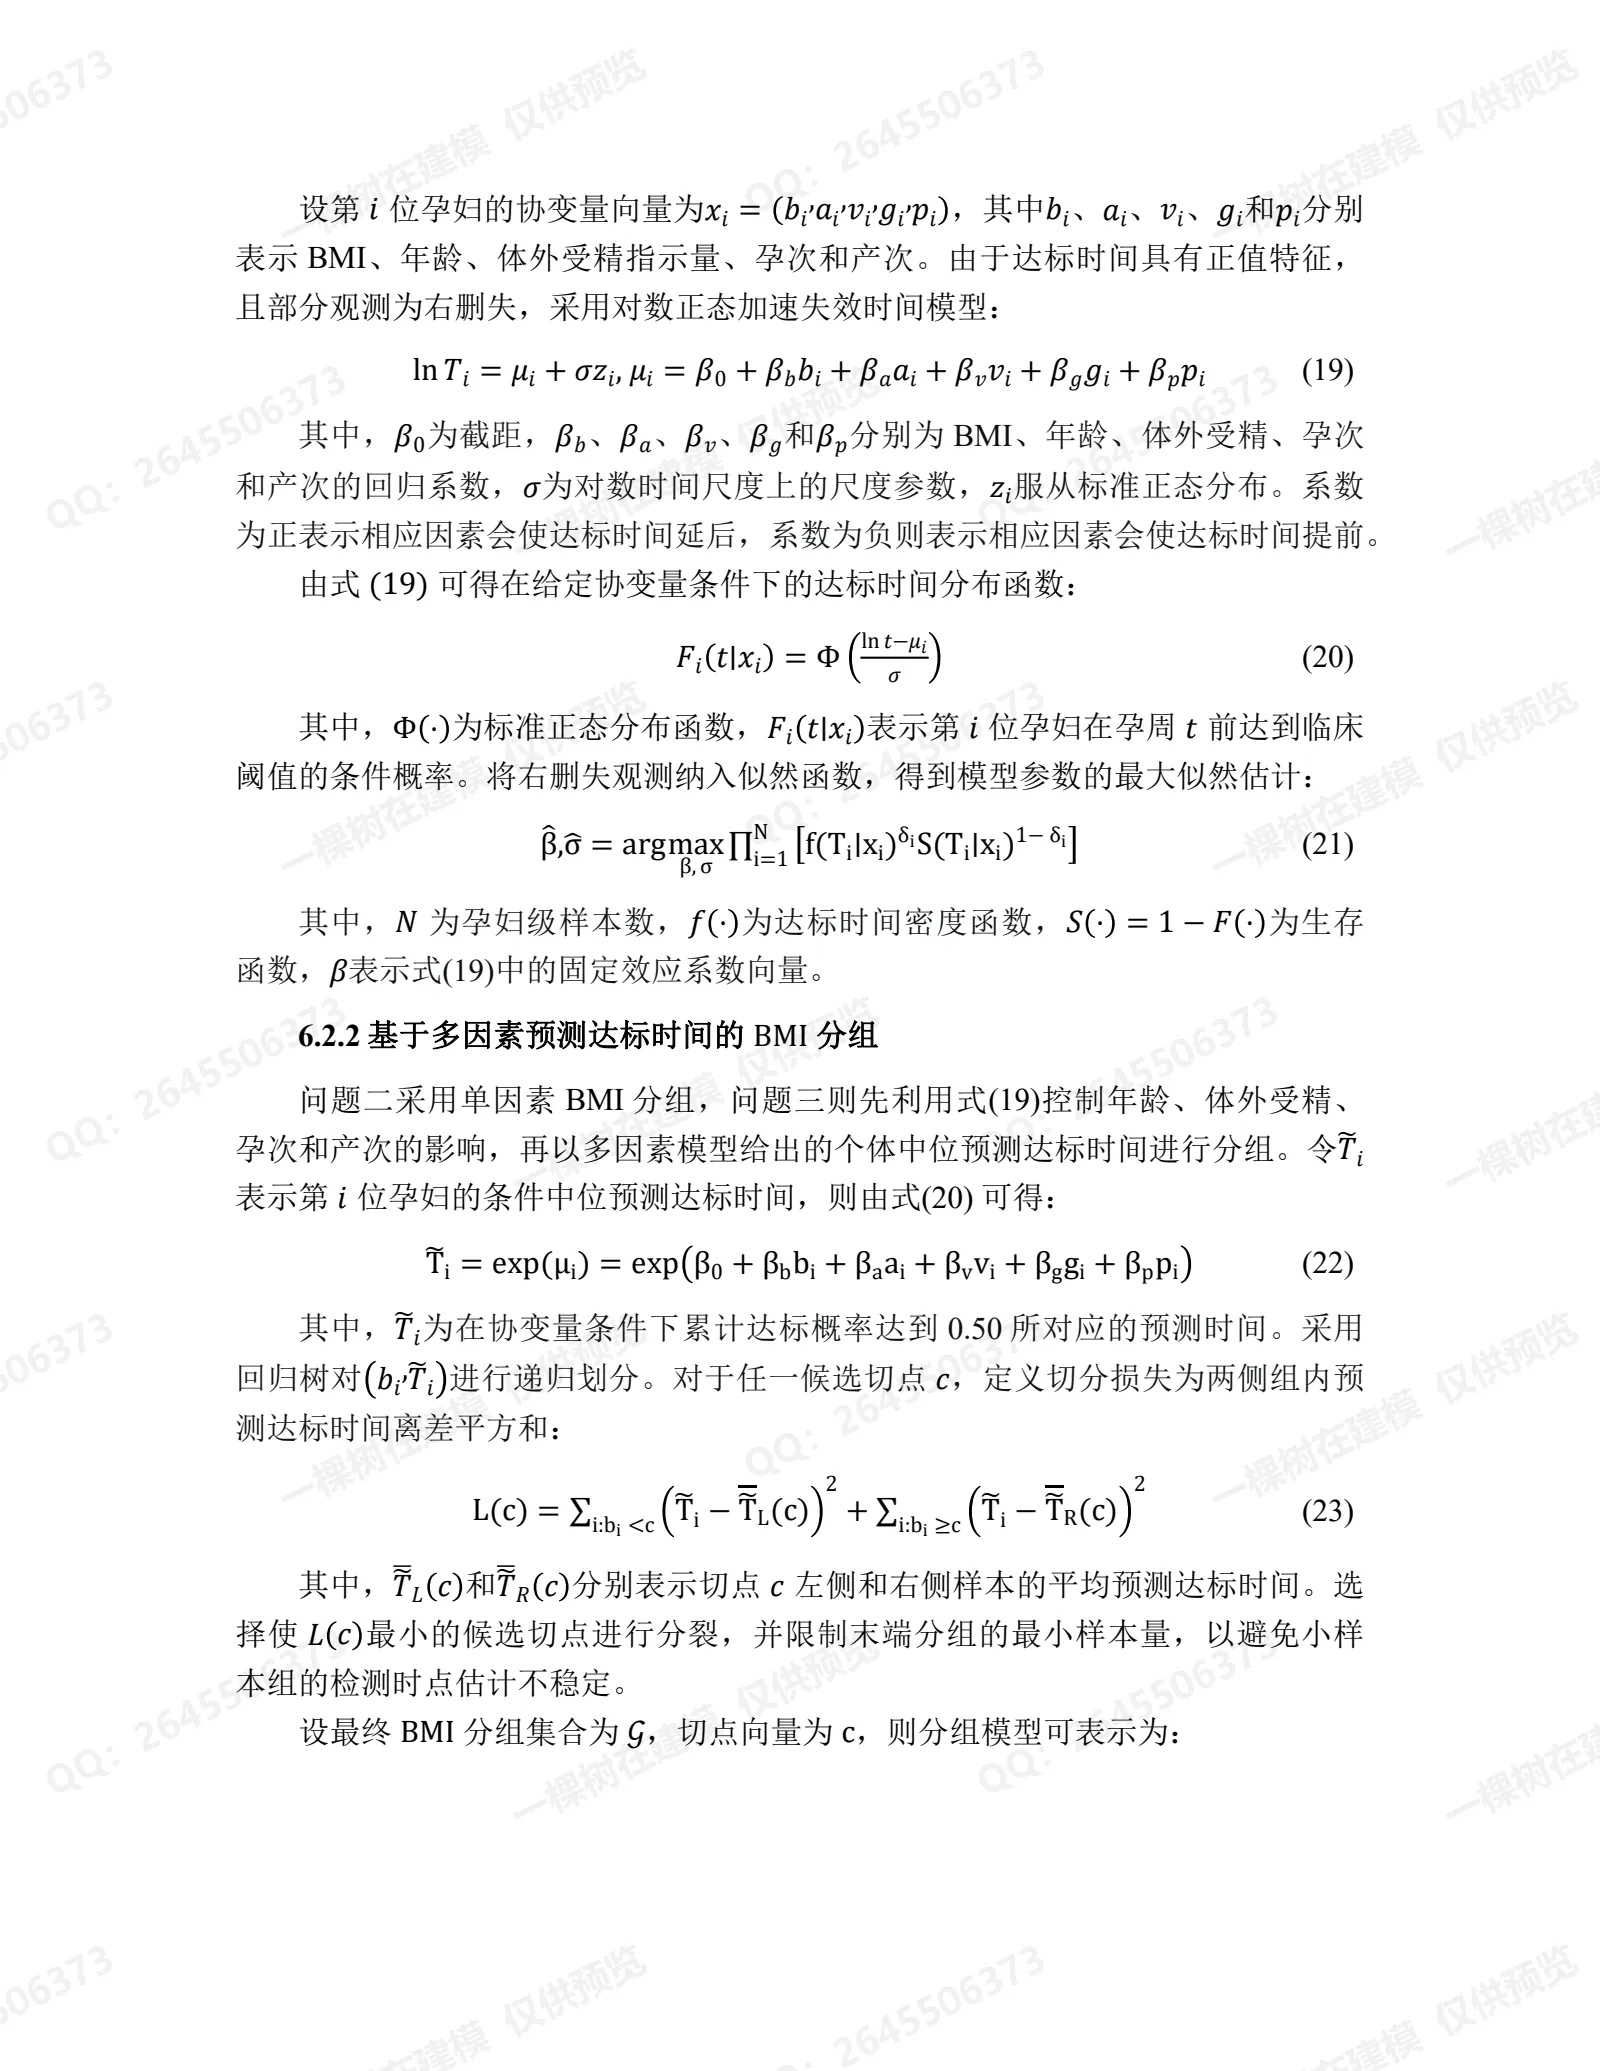 设第 i 位孕妇的协变量向量为x_i = (b_i,a_i,v_i,g_i,p_i)，其中b_i、a_i、v_i、g_i和p_i分别
表示 BMI、年龄、体外受精指示量、孕次和产次。由于达标时间具有正值特征，
且部分观测为右删失，采用对数正态加速失效时间模型：
ln T_i = μ_i + σz_i, μ_i = β_0 + β_b b_i + β_a a_i + β_v v_i + β_g g_i + β_p p_i (19)
其中，β_0为截距，β_b、β_a、β_v、β_g和β_p分别为 BMI、年龄、体外受精、孕次
和产次的回归系数，σ为对数时间尺度上的尺度参数，z_i服从标准正态分布。系数
为正表示相应因素会使达标时间延后，系数为负则表示相应因素会使达标时间提前。
由式 (19) 可得在给定协变量条件下的达标时间分布函数：
F_i(t|x_i) = Φ((ln t−μ_i)/σ) (20)
其中，Φ(·)为标准正态分布函数，F_i(t|x_i)表示第 i 位孕妇在孕周 t 前达到临床
阈值的条件概率。将右删失观测纳入似然函数，得到模型参数的最大似然估计：
β̂,σ̂ = argmax_{β,σ} ∏_{i=1}^{N} [f(T_i|x_i)^{δ_i} S(T_i|x_i)^{1− δ_i}] (21)
其中，N 为孕妇级样本数，f(·)为达标时间密度函数，S(·) = 1 − F(·)为生存
函数，β表示式(19)中的固定效应系数向量。
6.2.2 基于多因素预测达标时间的 BMI 分组
问题二采用单因素 BMI 分组，问题三则先利用式(19)控制年龄、体外受精、
孕次和产次的影响，再以多因素模型给出的个体中位预测达标时间进行分组。令T̃_i
表示第 i 位孕妇的条件中位预测达标时间，则由式(20) 可得：
T̃_i = exp(μ_i) = exp(β_0 + β_b b_i + β_a a_i + β_v v_i + β_g g_i + β_p p_i) (22)
其中，T̃_i为在协变量条件下累计达标概率达到 0.50 所对应的预测时间。采用
回归树对(b_i,T̃_i)进行递归划分。对于任一候选切点 c，定义切分损失为两侧组内预
测达标时间离差平方和：
L(c) = ∑_{i:b_i <c} (T̃_i − T̃̅_L(c))^2 + ∑_{i:b_i ≥c} (T̃_i − T̃̅_R(c))^2 (23)
其中，T̃̅_L(c)和T̃̅_R(c)分别表示切点 c 左侧和右侧样本的平均预测达标时间。选
择使 L(c)最小的候选切点进行分裂，并限制末端分组的最小样本量，以避免小样
本组的检测时点估计不稳定。
设最终 BMI 分组集合为 𝒢，切点向量为 c，则分组模型可表示为：
一棵树在建模 仅供预览
QQ：2645506373